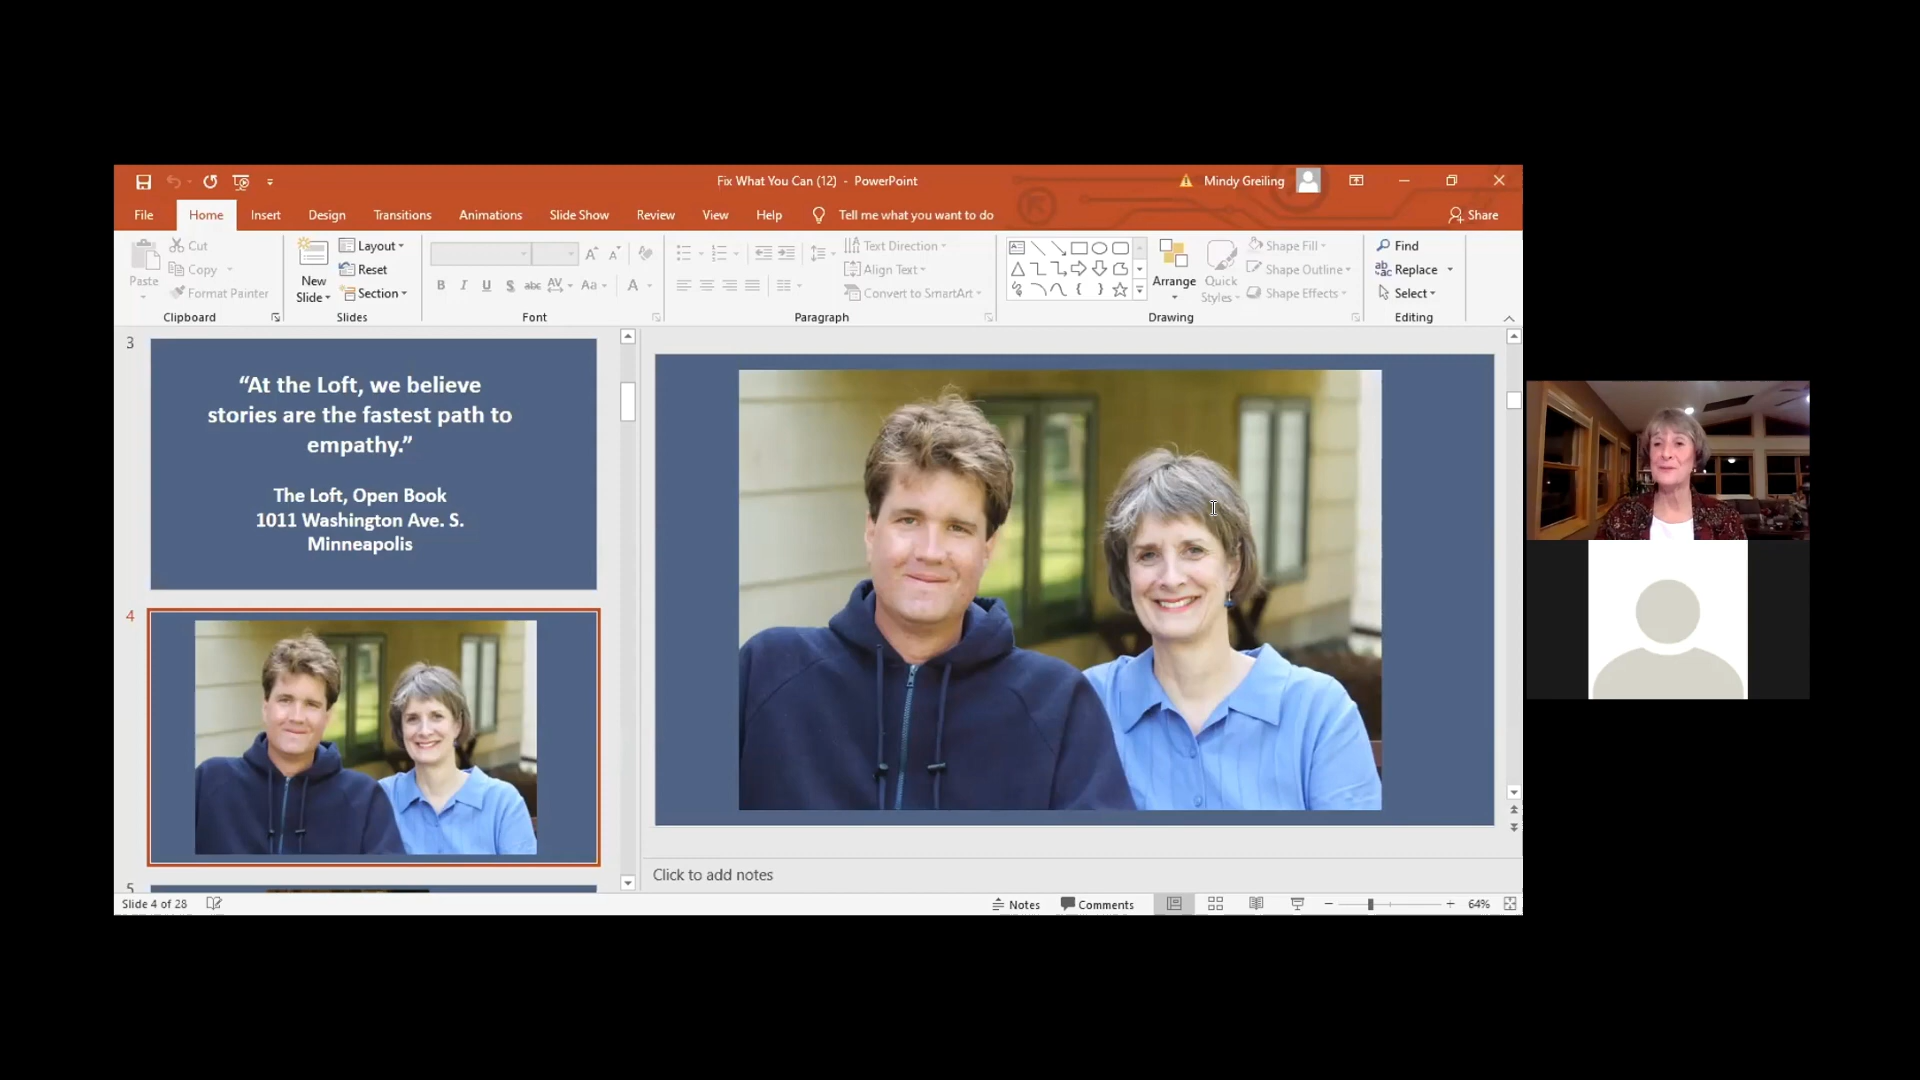 Fix What You Can (12) - PowerPoint
Mindy Greiling
File Home Insert Design Transitions Animations Slide Show Review View Help Tell me what you want to do Share
Paste
Cut
Copy
Format Painter
Clipboard
New Slide
Layout
Reset
Section
Slides
B I U S abc AV Aa A
Font
Text Direction
Align Text
Convert to SmartArt
Paragraph
Arrange
Quick Styles
Shape Fill
Shape Outline
Shape Effects
Drawing
Find
Replace
Select
Editing
3
“At the Loft, we believe
stories are the fastest path to
empathy.”
The Loft, Open Book
1011 Washington Ave. S.
Minneapolis
4
5
Click to add notes
Slide 4 of 28
Notes
Comments
64%